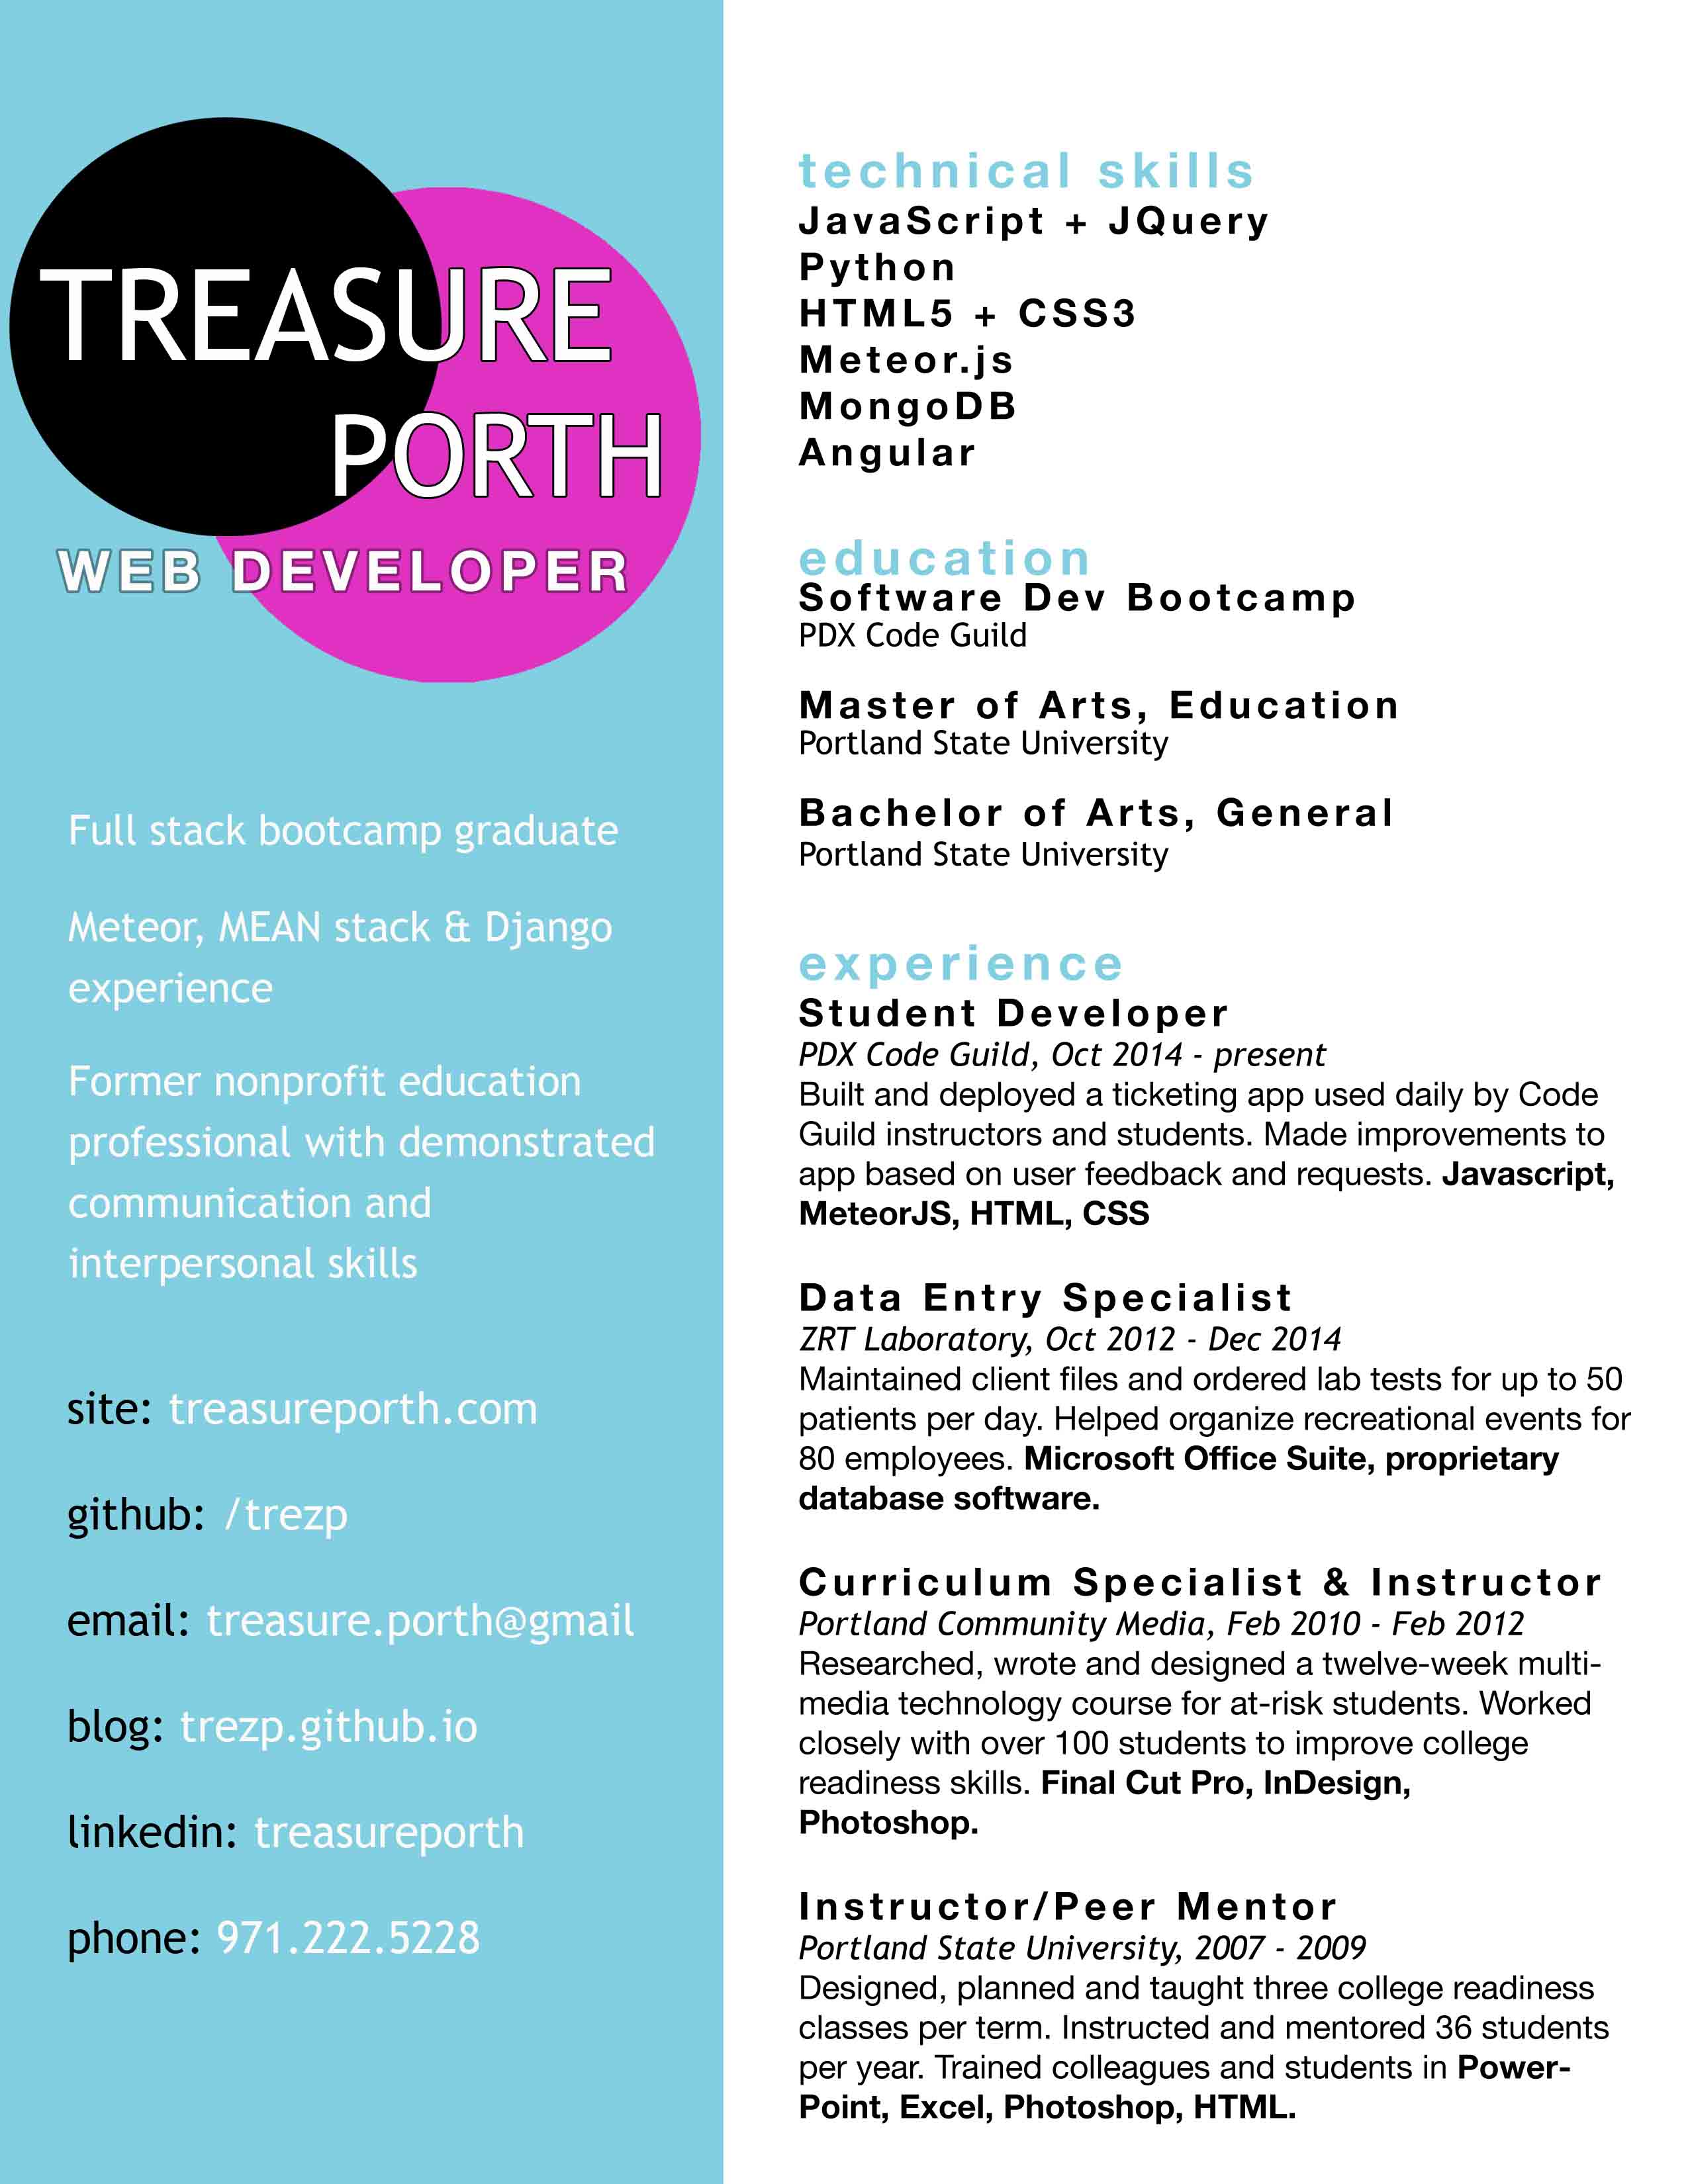 TREASURE
PORTH
WEB DEVELOPER
Full stack bootcamp graduate
Meteor, MEAN stack & Django
experience
Former nonprofit education
professional with demonstrated
communication and
interpersonal skills
site: treasureporth.com
github: /trezp
email: treasure.porth@gmail
blog: trezp.github.io
linkedin: treasureporth
phone: 971.222.5228
technical skills
JavaScript + JQuery
Python
HTML5 + CSS3
Meteor.js
MongoDB
Angular
education
Software Dev Bootcamp
PDX Code Guild
Master of Arts, Education
Portland State University
Bachelor of Arts, General
Portland State University
experience
Student Developer
PDX Code Guild, Oct 2014 - present
Built and deployed a ticketing app used daily by Code
Guild instructors and students. Made improvements to
app based on user feedback and requests. Javascript,
MeteorJS, HTML, CSS
Data Entry Specialist
ZRT Laboratory, Oct 2012 - Dec 2014
Maintained client files and ordered lab tests for up to 50
patients per day. Helped organize recreational events for
80 employees. Microsoft Office Suite, proprietary
database software.
Curriculum Specialist & Instructor
Portland Community Media, Feb 2010 - Feb 2012
Researched, wrote and designed a twelve-week multi-
media technology course for at-risk students. Worked
closely with over 100 students to improve college
readiness skills. Final Cut Pro, InDesign,
Photoshop.
Instructor/Peer Mentor
Portland State University, 2007 - 2009
Designed, planned and taught three college readiness
classes per term. Instructed and mentored 36 students
per year. Trained colleagues and students in Power-
Point, Excel, Photoshop, HTML.